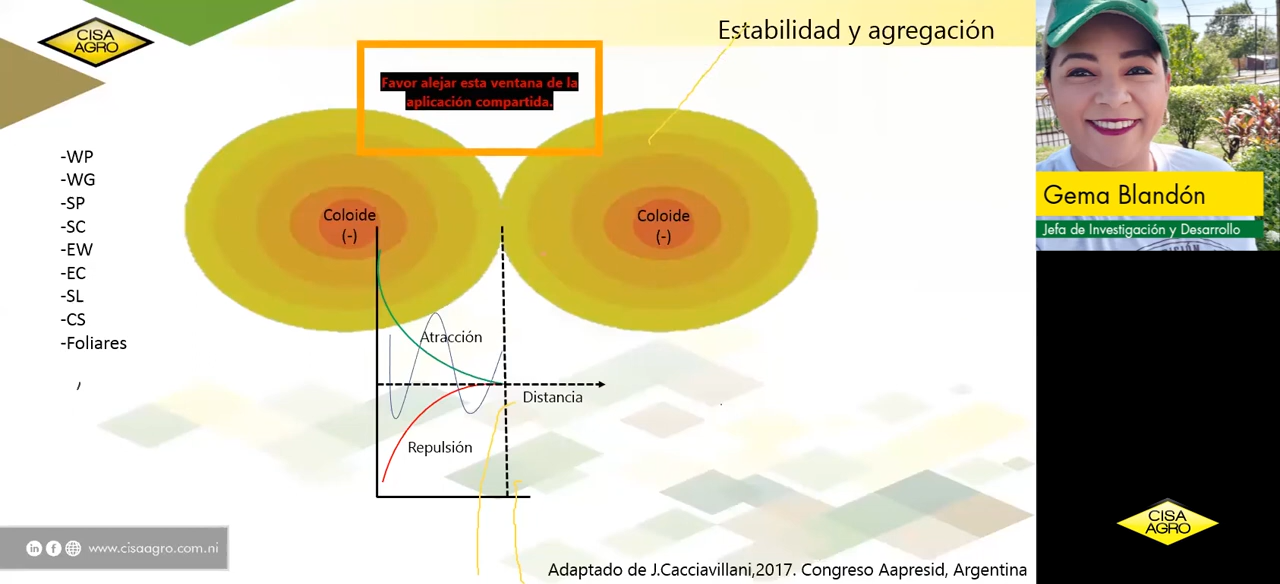 CISA
AGRO
Estabilidad y agregación
Favor alejar esta ventana de la
aplicación compartida.
-WP
-WG
-SP
-SC
-EW
-EC
-SL
-CS
-Foliares
Coloide
(-)
Coloide
(-)
Atracción
Distancia
Repulsión
www.cisaagro.com.ni
Adaptado de J.Cacciavillani,2017. Congreso Aapresid, Argentina
Gema Blandón
Jefa de Investigación y Desarrollo
CISA
AGRO